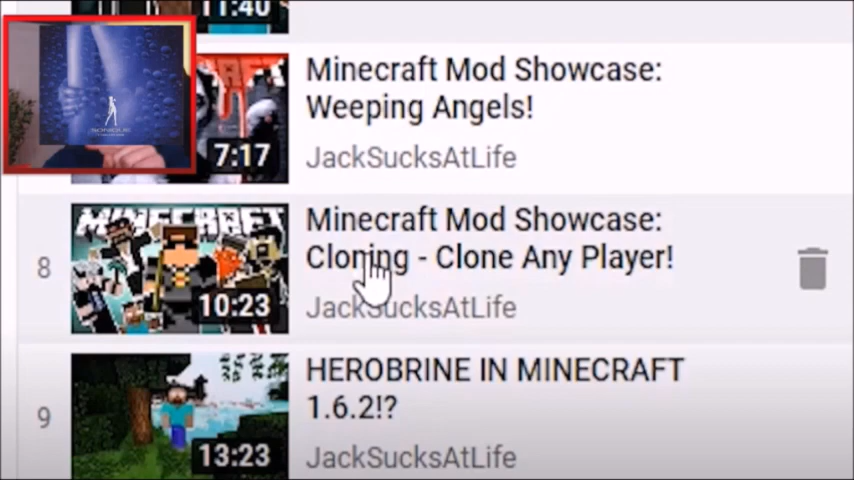 11:40
Minecraft Mod Showcase:
Weeping Angels!
7:17
JackSucksAtLife
8
MINECRAFT
Minecraft Mod Showcase:
Cloning - Clone Any Player!
10:23
JackSucksAtLife
9
HEROBRINE IN MINECRAFT
1.6.2!?
13:23
JackSucksAtLife